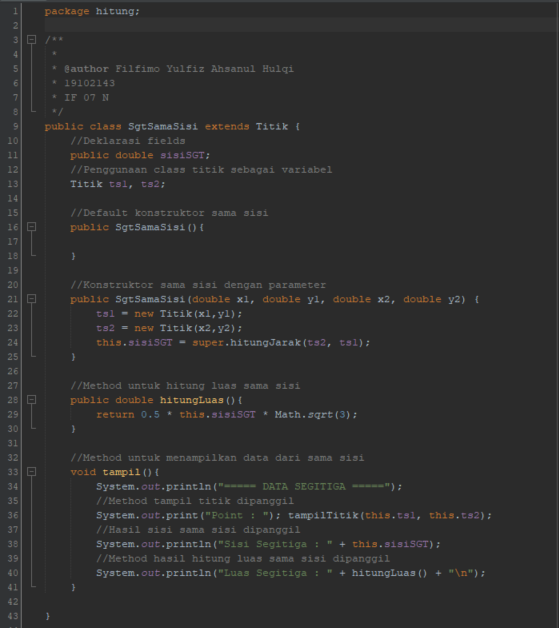 1 package hitung;
2
3 /**
4 *
5 * @author Filfimo Yulfiz Ahsanul Hulqi
6 * 19102143
7 * IF 07 N
8 */
9 public class SgtSamaSisi extends Titik {
10 //Deklarasi fields
11 public double sisiSGT;
12 //Penggunaan class titik sebagai variabel
13 Titik ts1, ts2;
14
15 //Default konstruktor sama sisi
16 public SgtSamaSisi(){
17
18 }
19
20 //Konstruktor sama sisi dengan parameter
21 public SgtSamaSisi(double x1, double y1, double x2, double y2) {
22 ts1 = new Titik(x1,y1);
23 ts2 = new Titik(x2,y2);
24 this.sisiSGT = super.hitungJarak(ts2, ts1);
25 }
26
27 //Method untuk hitung luas sama sisi
28 public double hitungLuas(){
29 return 0.5 * this.sisiSGT * Math.sqrt(3);
30 }
31
32 //Method untuk menampilkan data dari sama sisi
33 void tampil(){
34 System.out.println("===== DATA SEGITIGA =====");
35 //Method tampil titik dipanggil
36 System.out.print("Point : "); tampilTitik(this.ts1, this.ts2);
37 //Hasil sisi sama sisi dipanggil
38 System.out.println("Sisi Segitiga : " + this.sisiSGT);
39 //Method hasil hitung luas sama sisi dipanggil
40 System.out.println("Luas Segitiga : " + hitungLuas() + "\n");
41 }
42
43 }